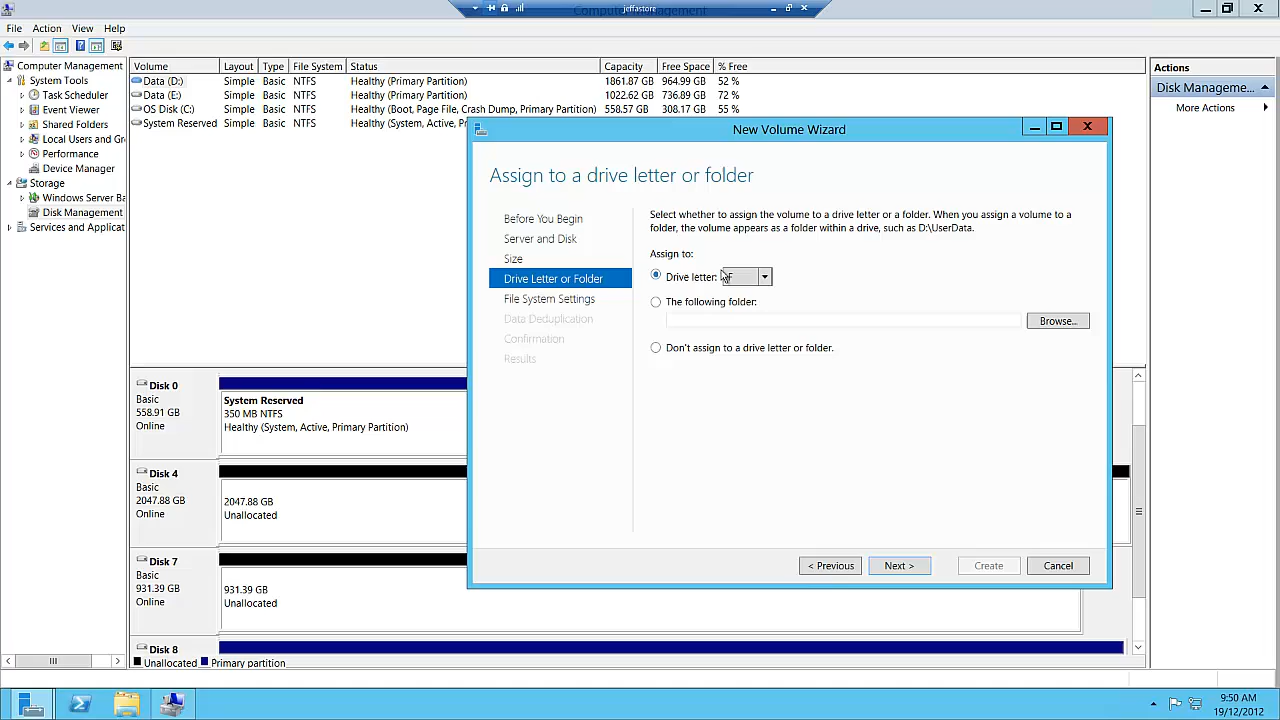 jeffastore
Computer Management
File Action View Help
Computer Management
System Tools
Task Scheduler
Event Viewer
Shared Folders
Local Users and Gr
Performance
Device Manager
Storage
Windows Server Ba
Disk Management
Services and Applicat
Volume Layout Type File System Status Capacity Free Space % Free
Data (D:) Simple Basic NTFS Healthy (Primary Partition) 1861.87 GB 964.99 GB 52 %
Data (E:) Simple Basic NTFS Healthy (Primary Partition) 1022.62 GB 736.89 GB 72 %
OS Disk (C:) Simple Basic NTFS Healthy (Boot, Page File, Crash Dump, Primary Partition) 558.57 GB 308.17 GB 55 %
System Reserved Simple Basic NTFS Healthy (System, Active, Pr
Actions
Disk Manageme...
More Actions
New Volume Wizard
Assign to a drive letter or folder
Before You Begin
Server and Disk
Size
Drive Letter or Folder
File System Settings
Data Deduplication
Confirmation
Results
Select whether to assign the volume to a drive letter or a folder. When you assign a volume to a
folder, the volume appears as a folder within a drive, such as D:\UserData.
Assign to:
Drive letter: F
The following folder:
Browse...
Don't assign to a drive letter or folder.
< Previous Next > Create Cancel
Disk 0
Basic
558.91 GB
Online
System Reserved
350 MB NTFS
Healthy (System, Active, Primary Partition)
Disk 4
Basic
2047.88 GB
Online
2047.88 GB
Unallocated
Disk 7
Basic
931.39 GB
Online
931.39 GB
Unallocated
Disk 8
Unallocated Primary partition
9:50 AM
19/12/2012